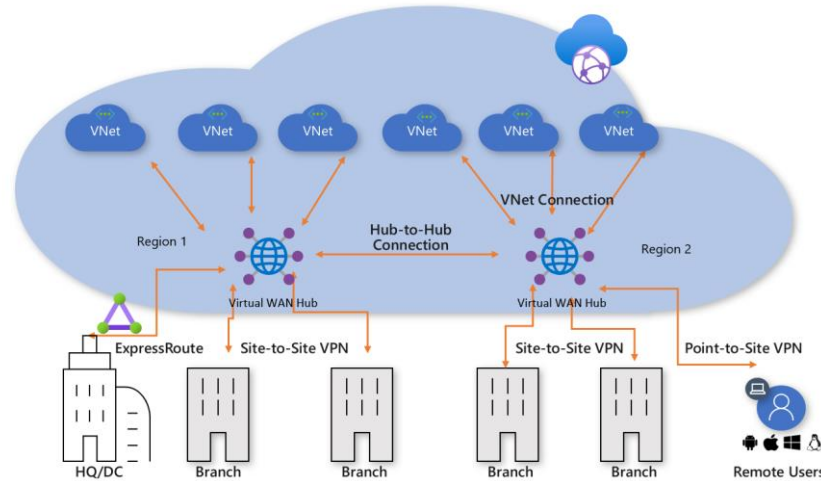 VNet
VNet
VNet
VNet
VNet
VNet
VNet Connection
Hub-to-Hub
Connection
Region 1
Region 2
Virtual WAN Hub
Virtual WAN Hub
ExpressRoute
Site-to-Site VPN
Site-to-Site VPN
Point-to-Site VPN
HQ/DC
Branch
Branch
Branch
Branch
Remote Users